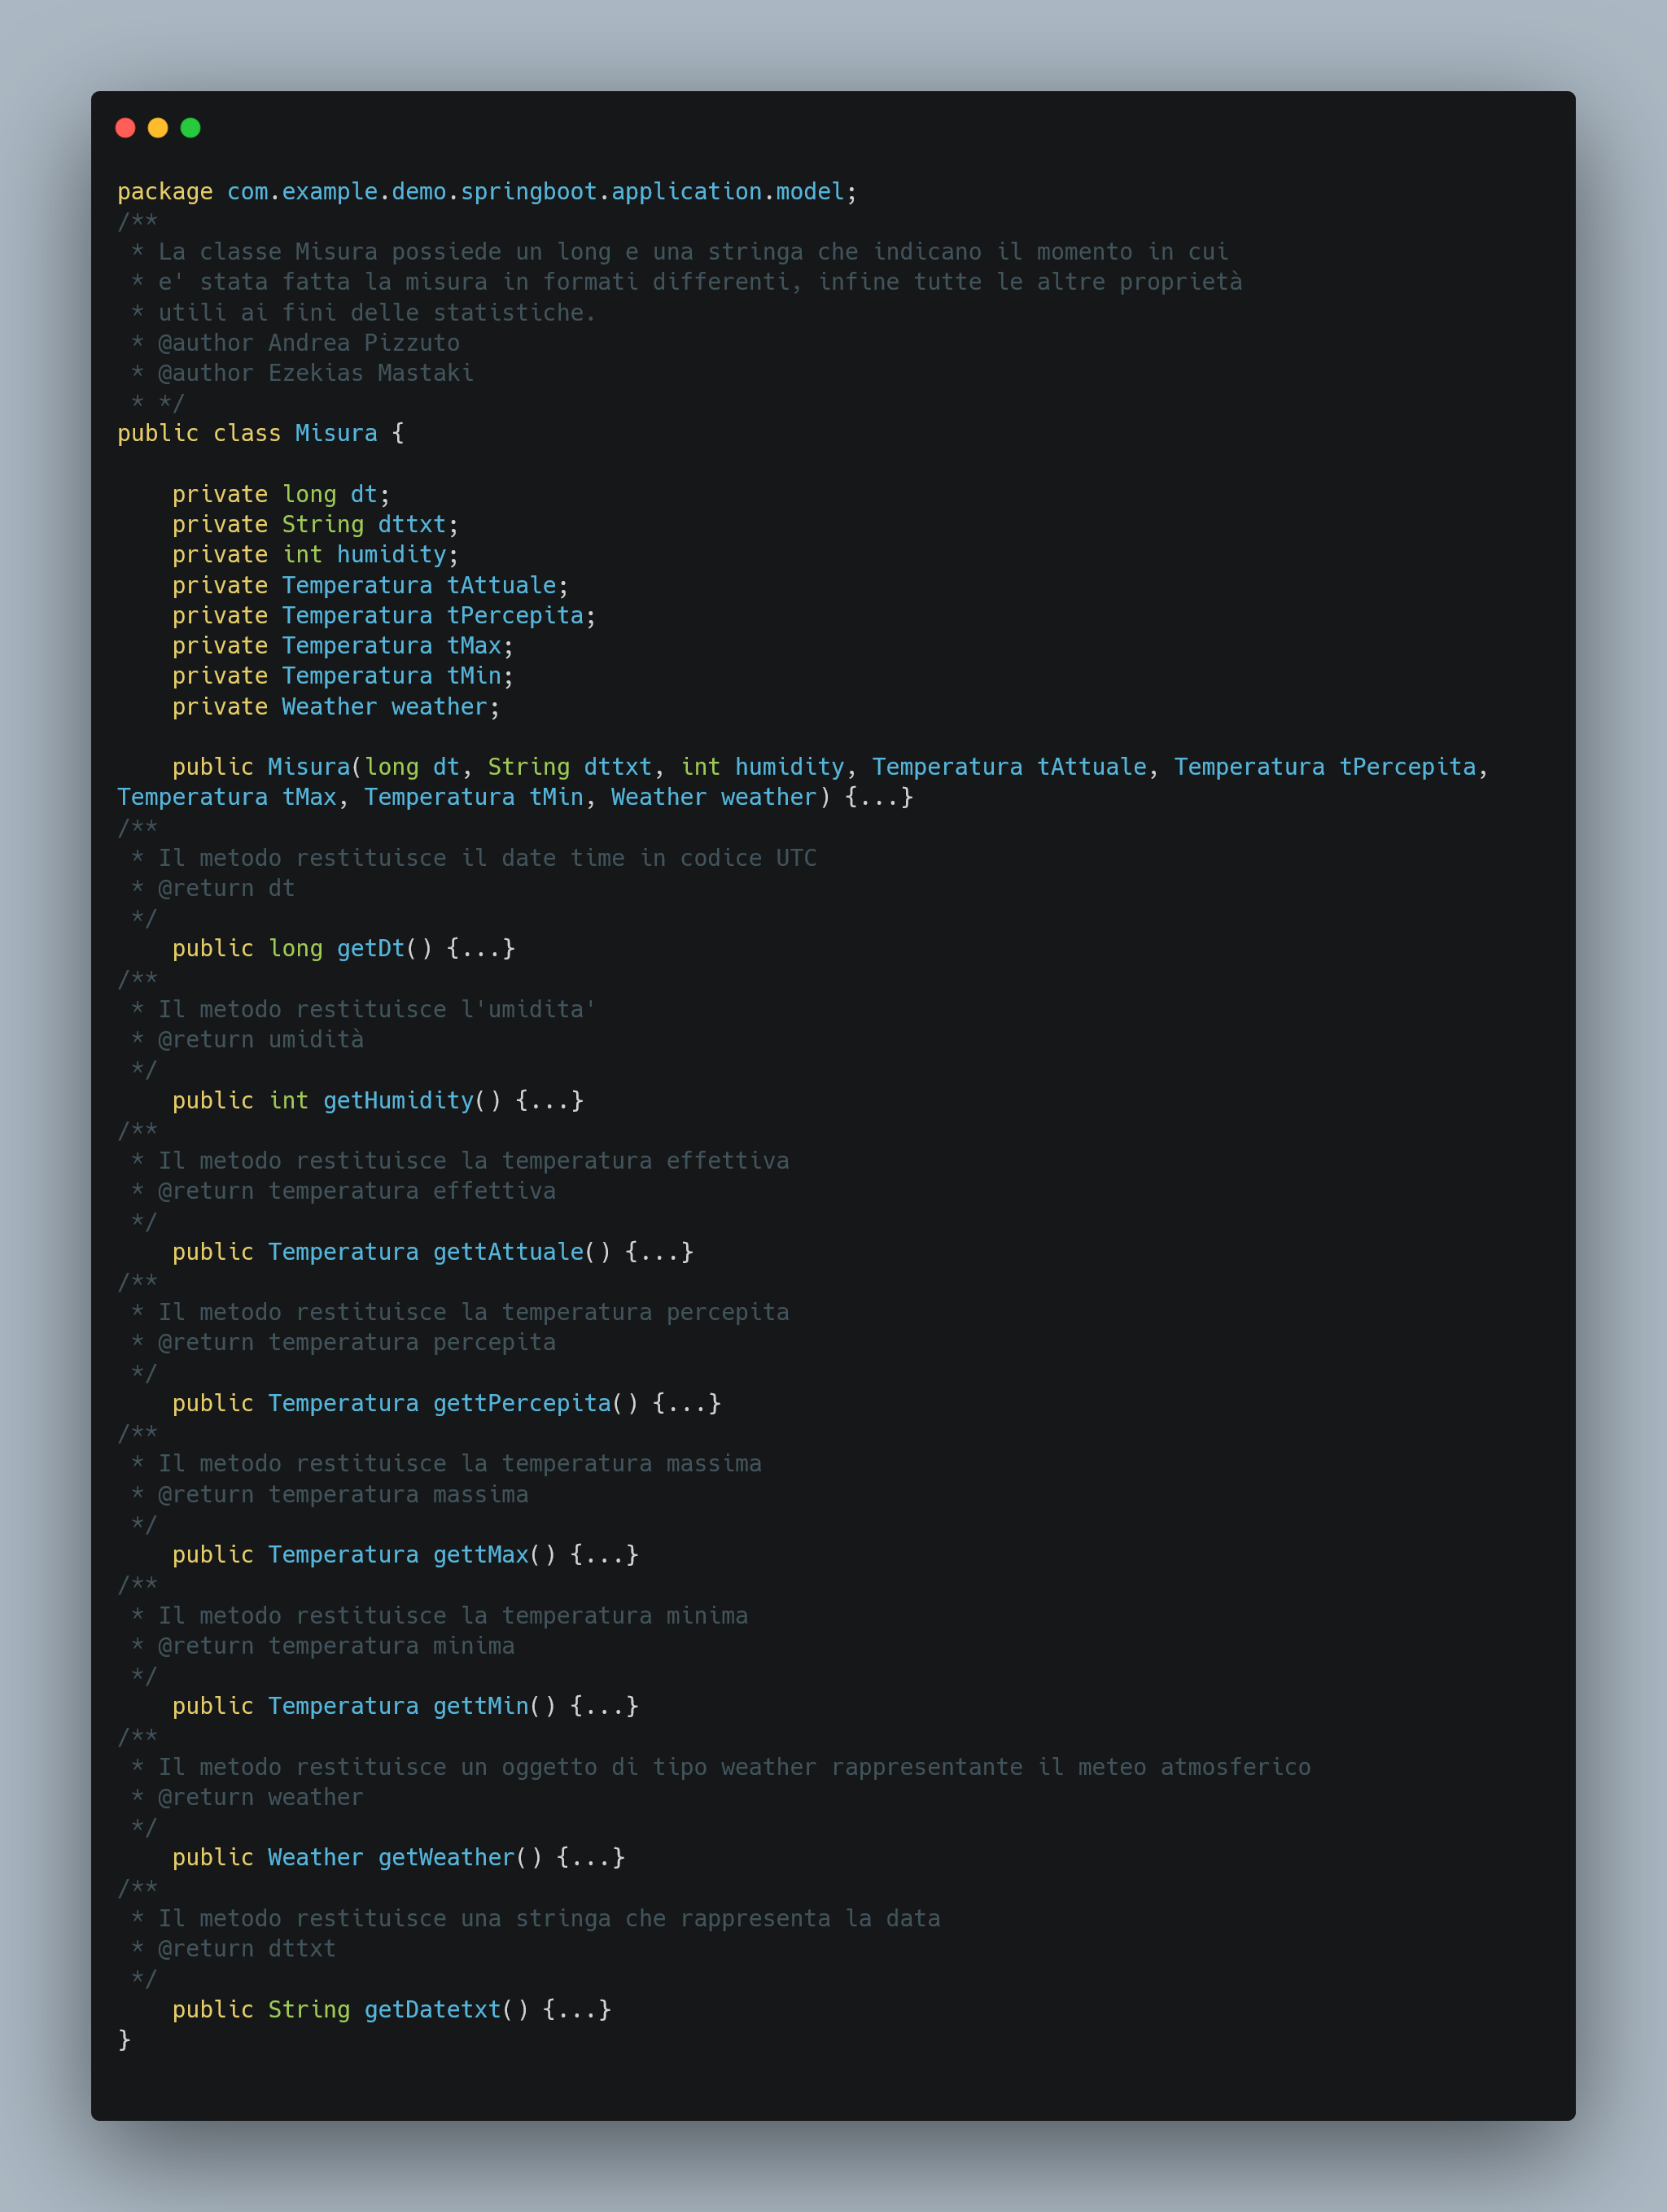 package com.example.demo.springboot.application.model;
/**
 * La classe Misura possiede un long e una stringa che indicano il momento in cui
 * e' stata fatta la misura in formati differenti, infine tutte le altre proprietà
 * utili ai fini delle statistiche.
 * @author Andrea Pizzuto
 * @author Ezekias Mastaki
 * */
public class Misura {

    private long dt;
    private String dttxt;
    private int humidity;
    private Temperatura tAttuale;
    private Temperatura tPercepita;
    private Temperatura tMax;
    private Temperatura tMin;
    private Weather weather;

    public Misura(long dt, String dttxt, int humidity, Temperatura tAttuale, Temperatura tPercepita,
Temperatura tMax, Temperatura tMin, Weather weather) {...}
/**
 * Il metodo restituisce il date time in codice UTC
 * @return dt
 */
    public long getDt() {...}
/**
 * Il metodo restituisce l'umidita'
 * @return umidità
 */
    public int getHumidity() {...}
/**
 * Il metodo restituisce la temperatura effettiva
 * @return temperatura effettiva
 */
    public Temperatura gettAttuale() {...}
/**
 * Il metodo restituisce la temperatura percepita
 * @return temperatura percepita
 */
    public Temperatura gettPercepita() {...}
/**
 * Il metodo restituisce la temperatura massima
 * @return temperatura massima
 */
    public Temperatura gettMax() {...}
/**
 * Il metodo restituisce la temperatura minima
 * @return temperatura minima
 */
    public Temperatura gettMin() {...}
/**
 * Il metodo restituisce un oggetto di tipo weather rappresentante il meteo atmosferico
 * @return weather
 */
    public Weather getWeather() {...}
/**
 * Il metodo restituisce una stringa che rappresenta la data
 * @return dttxt
 */
    public String getDatetxt() {...}
}